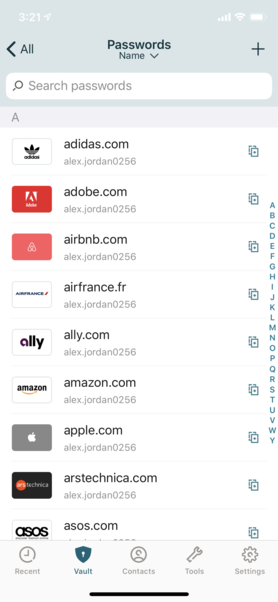 3:21
All
Passwords
Name
Search passwords
A
adidas
adidas.com
alex.jordan0256
Adobe
adobe.com
alex.jordan0256
airbnb.com
alex.jordan0256
AIRFRANCE
airfrance.fr
alex.jordan0256
ally
ally.com
alex.jordan0256
amazon
amazon.com
alex.jordan0256
apple.com
alex.jordan0256
ars technica
arstechnica.com
alex.jordan0256
asos
asos.com
A
B
C
D
E
F
G
H
I
J
K
L
M
N
O
P
Q
R
S
T
U
V
W
Y
Recent
Vault
Contacts
Tools
Settings